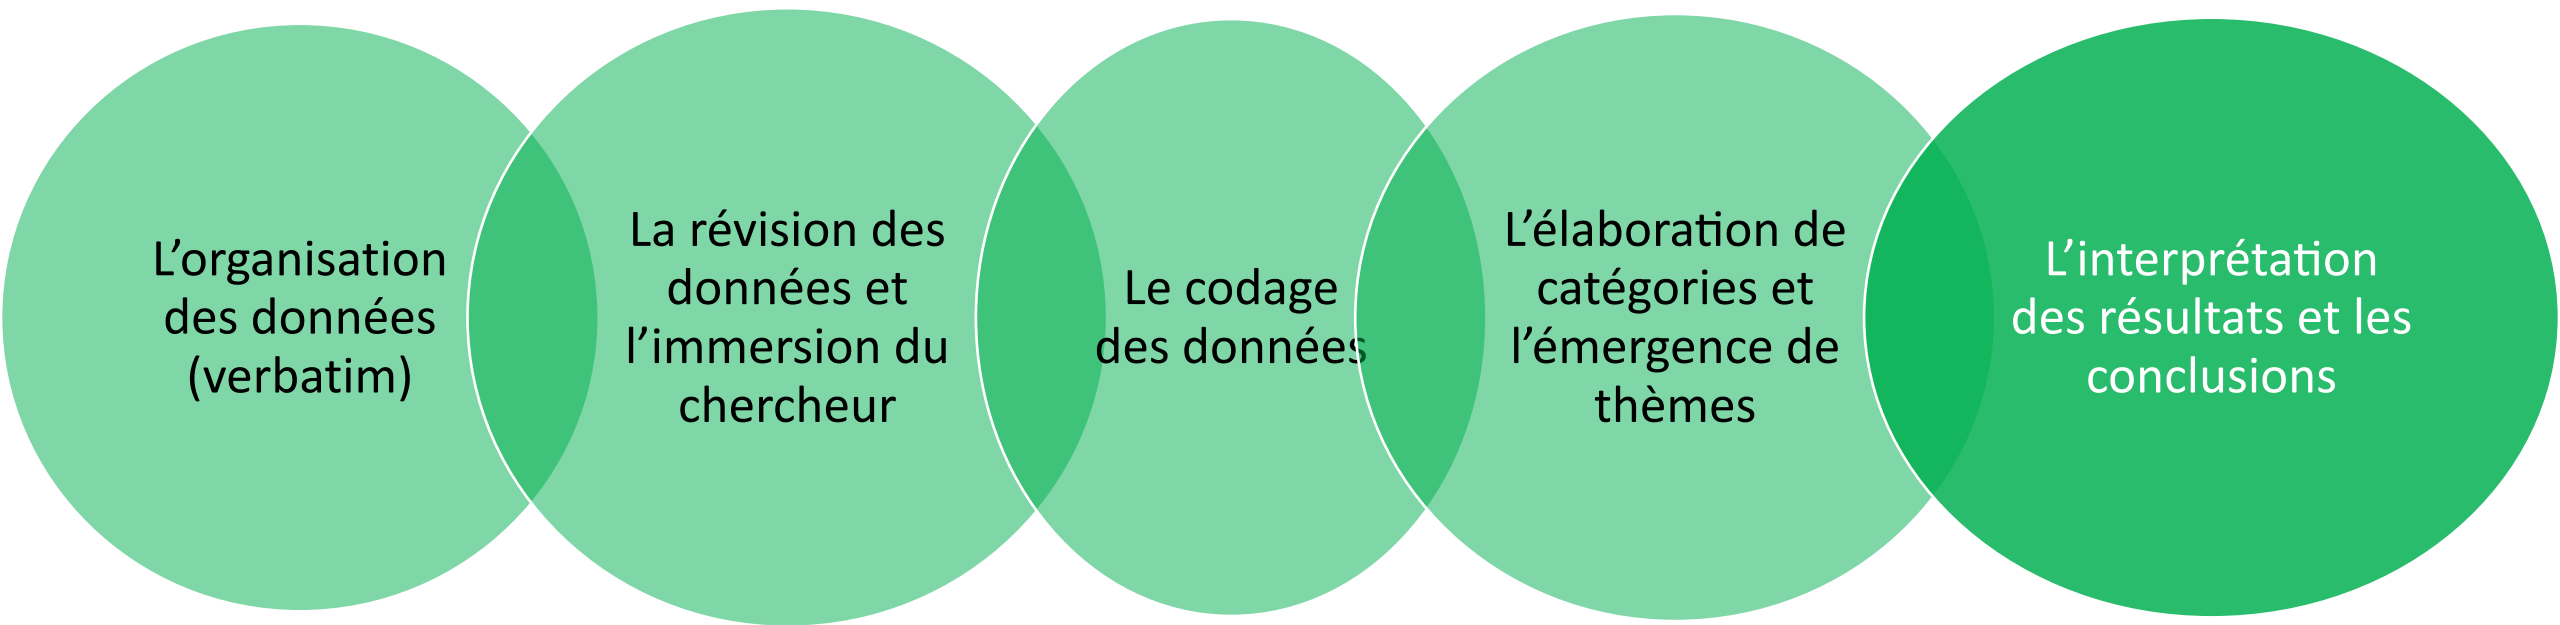 L’organisation
des données
(verbatim)
La révision des
données et
l’immersion du
chercheur
Le codage
des données
L’élaboration de
catégories et
l’émergence de
thèmes
L’interprétation
des résultats et les
conclusions